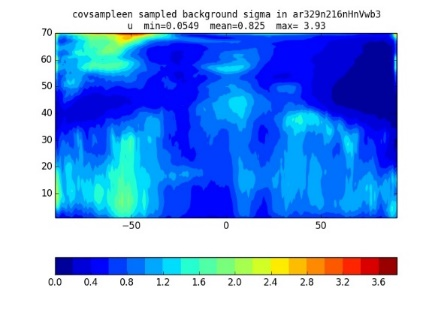 covsampleen sampled background sigma in ar329n216nHnVwb3
u min=0.0549 mean=0.825 max= 3.93
70
60
50
40
30
20
10
−50 0 50
0.0 0.4 0.8 1.2 1.6 2.0 2.4 2.8 3.2 3.6